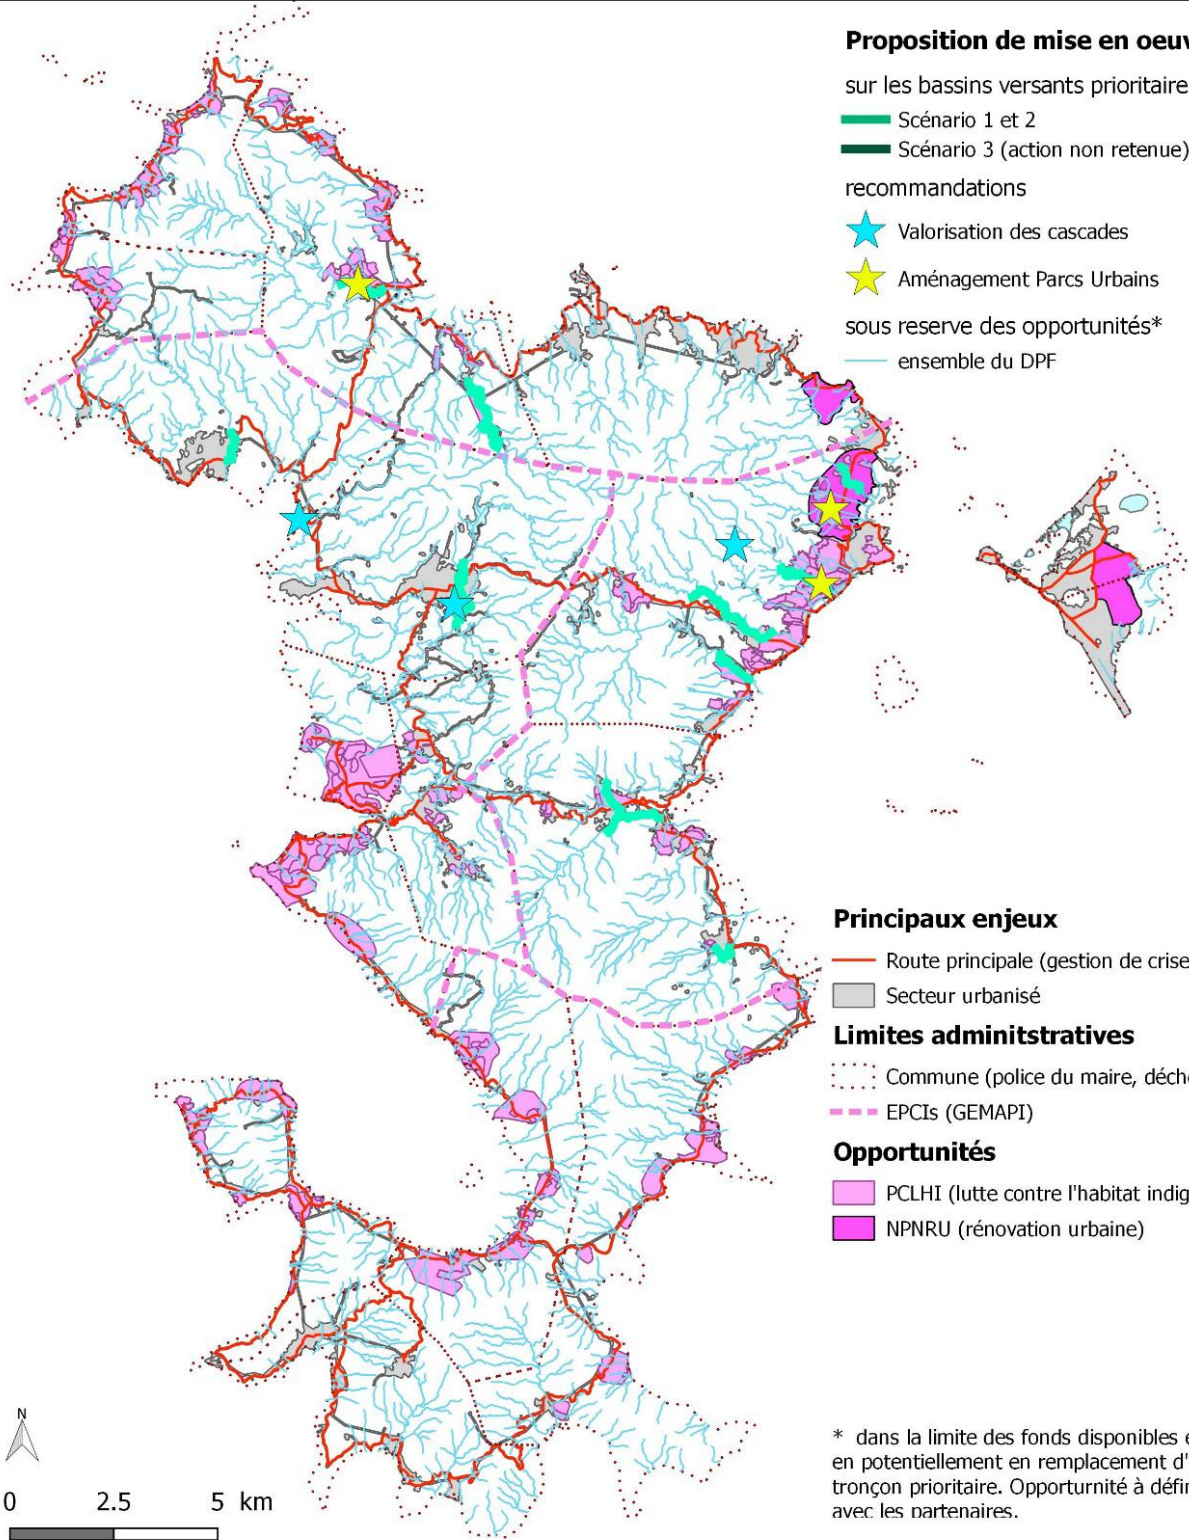 Proposition de mise en oeuv
sur les bassins versants prioritaire
Scénario 1 et 2
Scénario 3 (action non retenue)
recommandations
Valorisation des cascades
Aménagement Parcs Urbains
sous reserve des opportunités*
ensemble du DPF
Principaux enjeux
Route principale (gestion de crise
Secteur urbanisé
Limites adminitstratives
Commune (police du maire, déch
EPCIs (GEMAPI)
Opportunités
PCLHI (lutte contre l'habitat indig
NPNRU (rénovation urbaine)
N
0 2.5 5 km
* dans la limite des fonds disponibles e
en potentiellement en remplacement d'
tronçon prioritaire. Opporturnité à défir
avec les partenaires.